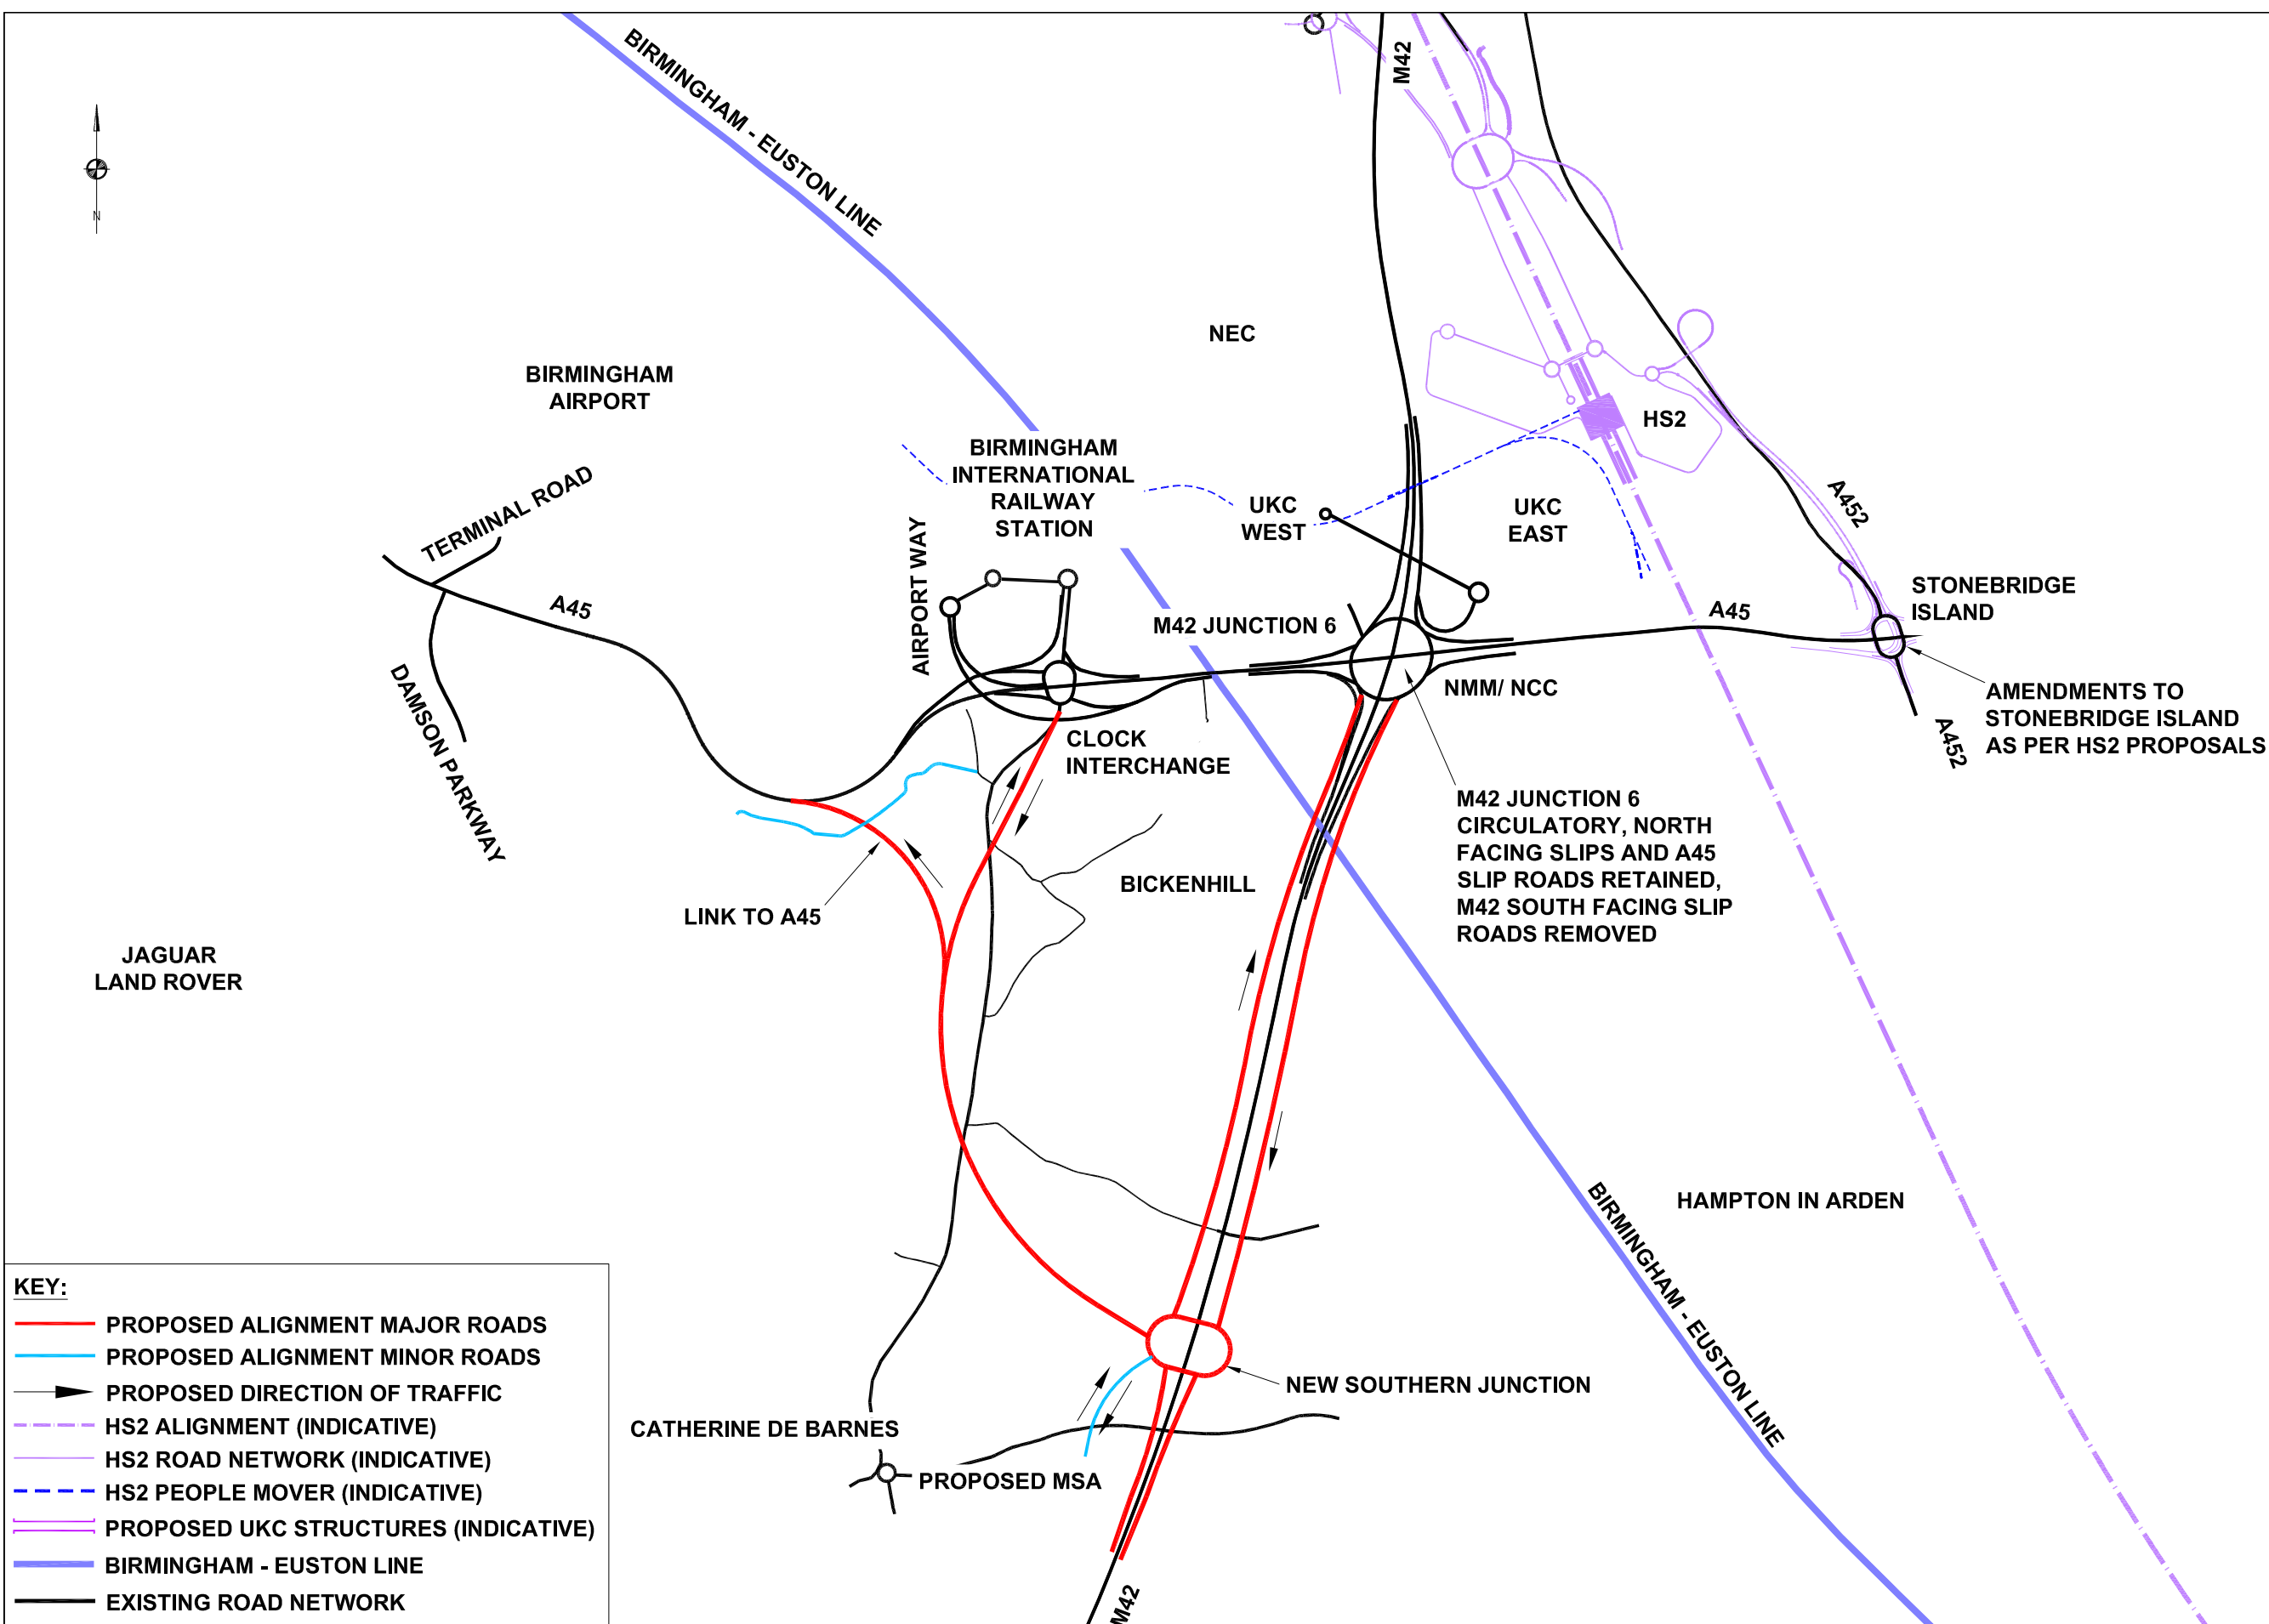 BIRMINGHAM - EUSTON LINE
M42
N
NEC
BIRMINGHAM
AIRPORT
HS2
BIRMINGHAM
INTERNATIONAL
RAILWAY
STATION
TERMINAL ROAD
UKC
WEST
UKC
EAST
A452
AIRPORT WAY
A45
STONEBRIDGE
ISLAND
A45
M42 JUNCTION 6
DAMSON PARKWAY
NMM/ NCC
AMENDMENTS TO
STONEBRIDGE ISLAND
AS PER HS2 PROPOSALS
A452
CLOCK
INTERCHANGE
M42 JUNCTION 6
CIRCULATORY, NORTH
FACING SLIPS AND A45
SLIP ROADS RETAINED,
M42 SOUTH FACING SLIP
ROADS REMOVED
BICKENHILL
LINK TO A45
JAGUAR
LAND ROVER
HAMPTON IN ARDEN
BIRMINGHAM - EUSTON LINE
NEW SOUTHERN JUNCTION
CATHERINE DE BARNES
PROPOSED MSA
M42
KEY:
PROPOSED ALIGNMENT MAJOR ROADS
PROPOSED ALIGNMENT MINOR ROADS
PROPOSED DIRECTION OF TRAFFIC
HS2 ALIGNMENT (INDICATIVE)
HS2 ROAD NETWORK (INDICATIVE)
HS2 PEOPLE MOVER (INDICATIVE)
PROPOSED UKC STRUCTURES (INDICATIVE)
BIRMINGHAM - EUSTON LINE
EXISTING ROAD NETWORK